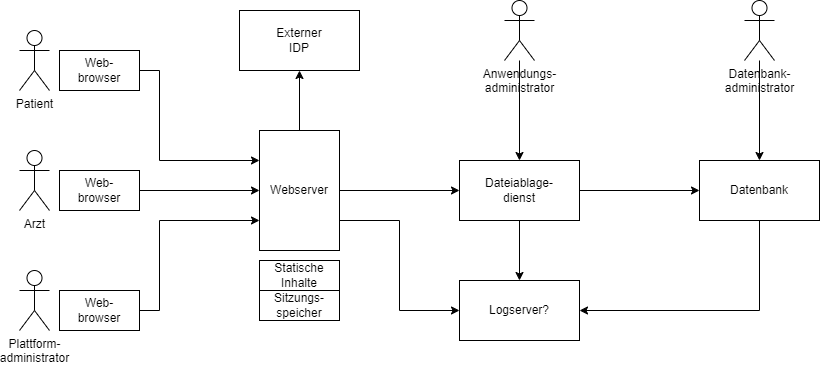 Externer
IDP
Web-
browser
Patient
Anwendungs-
administrator
Datenbank-
administrator
Web-
browser
Arzt
Webserver
Dateiablage-
dienst
Datenbank
Statische
Inhalte
Sitzungs-
speicher
Web-
browser
Plattform-
administrator
Logserver?